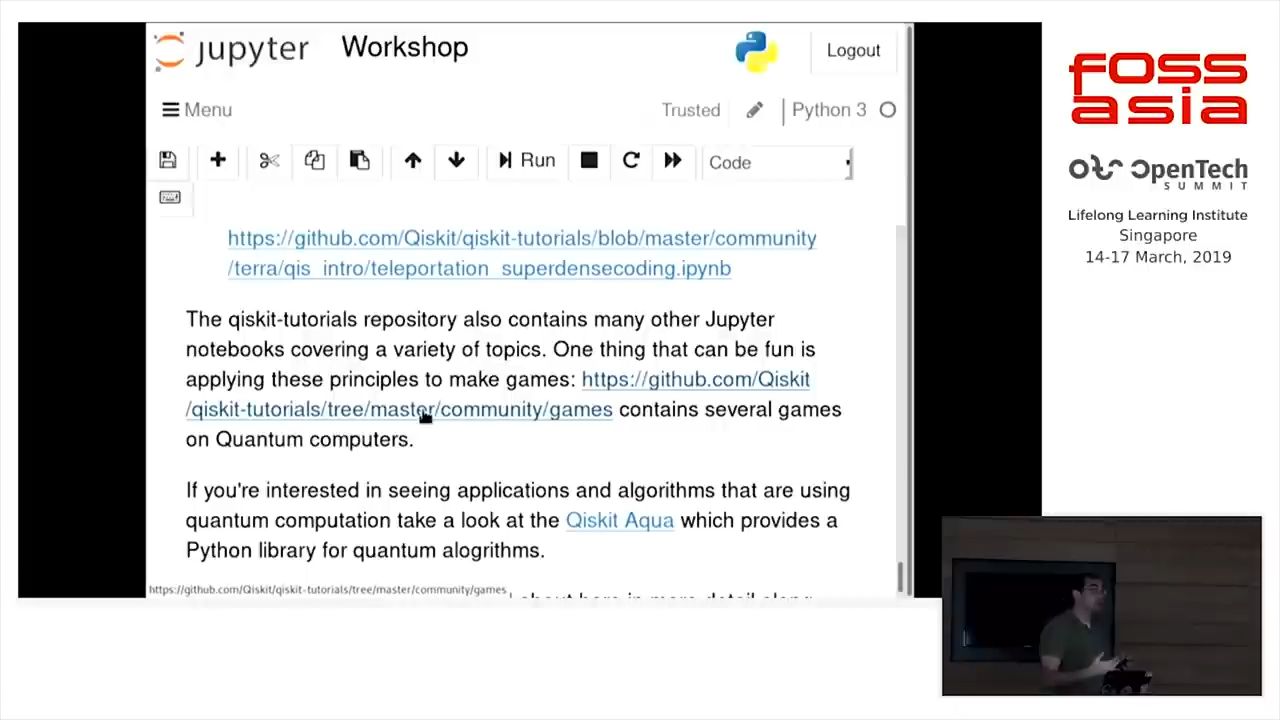 jupyter Workshop
Logout
Menu
Trusted
Python 3
Run
Code
https://github.com/Qiskit/qiskit-tutorials/blob/master/community
/terra/qis_intro/teleportation_superdensecoding.ipynb
The qiskit-tutorials repository also contains many other Jupyter
notebooks covering a variety of topics. One thing that can be fun is
applying these principles to make games: https://github.com/Qiskit
/qiskit-tutorials/tree/master/community/games contains several games
on Quantum computers.
If you're interested in seeing applications and algorithms that are using
quantum computation take a look at the Qiskit Aqua which provides a
Python library for quantum alogrithms.
https://github.com/Qiskit/qiskit-tutorials/tree/master/community/games
about here in more detail along
FOSS
asia
OpenTech
SUMMIT
Lifelong Learning Institute
Singapore
14-17 March, 2019